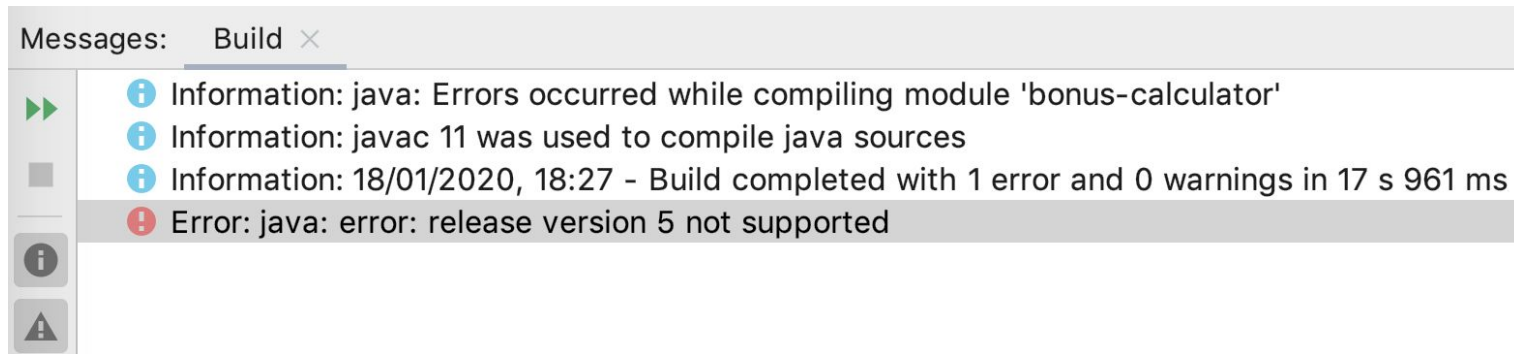 Messages: Build
Information: java: Errors occurred while compiling module 'bonus-calculator'
Information: javac 11 was used to compile java sources
Information: 18/01/2020, 18:27 - Build completed with 1 error and 0 warnings in 17 s 961 ms
Error: java: error: release version 5 not supported